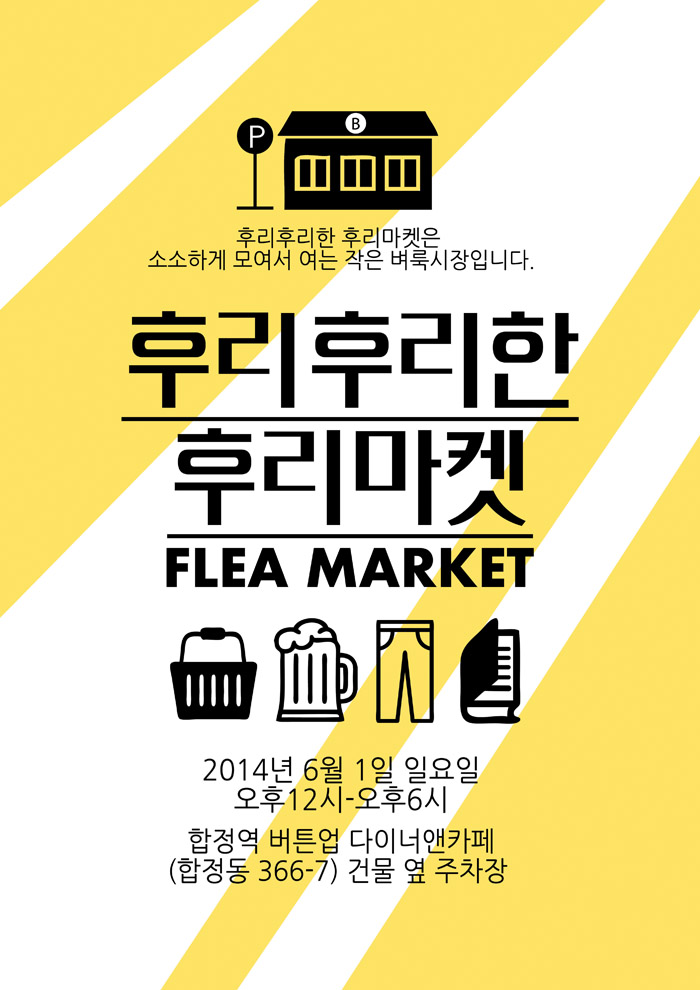 P
B
후리후리한 후리마켓은
소소하게 모여서 여는 작은 벼룩시장입니다.
후리후리한
후리마켓
FLEA MARKET
2014년 6월 1일 일요일
오후12시-오후6시
합정역 버튼업 다이너앤카페
(합정동 366-7) 건물 옆 주차장